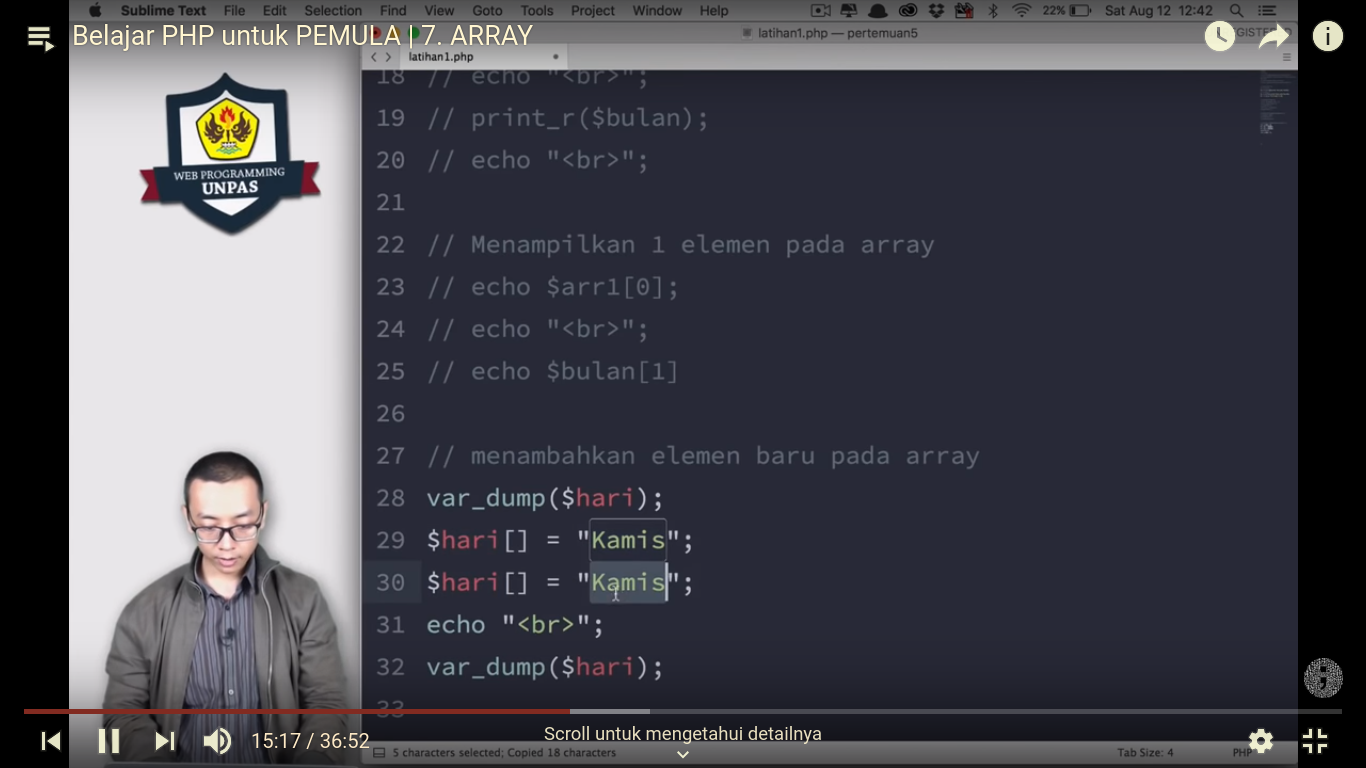 Sublime Text File Edit Selection Find View Goto Tools Project Window Help 22% Sat Aug 12 12:42
Belajar PHP untuk PEMULA | 7. ARRAY
latihan1.php — pertemuan5
latihan1.php
WEB PROGRAMMING
UNPAS
18 // echo "<br>";
19 // print_r($bulan);
20 // echo "<br>";
21
22 // Menampilkan 1 elemen pada array
23 // echo $arr1[0];
24 // echo "<br>";
25 // echo $bulan[1]
26
27 // menambahkan elemen baru pada array
28 var_dump($hari);
29 $hari[] = "Kamis";
30 $hari[] = "Kamis";
31 echo "<br>";
32 var_dump($hari);
33
15:17 / 36:52
Scroll untuk mengetahui detailnya
5 characters selected; Copied 18 characters
Tab Size: 4
PHP